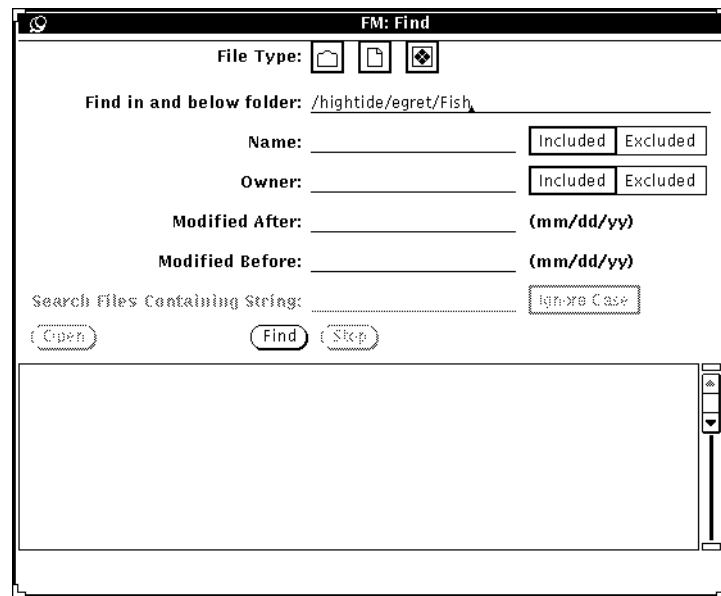 FM: Find
File Type:
Find in and below folder: /hightide/egret/Fish
Name: Included Excluded
Owner: Included Excluded
Modified After: (mm/dd/yy)
Modified Before: (mm/dd/yy)
Search Files Containing String: Ignore Case
Open Find Stop